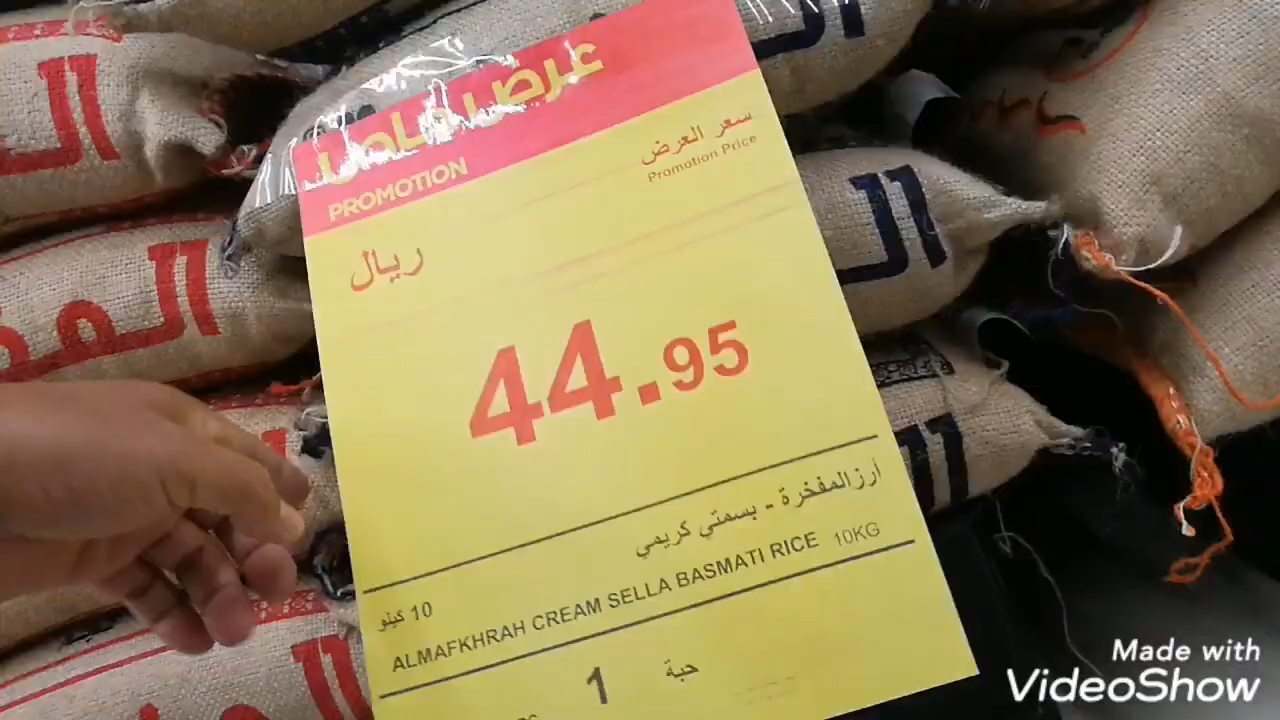 عرض خاص
PROMOTION
سعر العرض
Promotion Price
ريال
44.95
أرز المفخرة - بسمتي كريمي
10 كيلو
ALMAFKHRAH CREAM SELLA BASMATI RICE 10KG
1 حبة
Made with
VideoShow